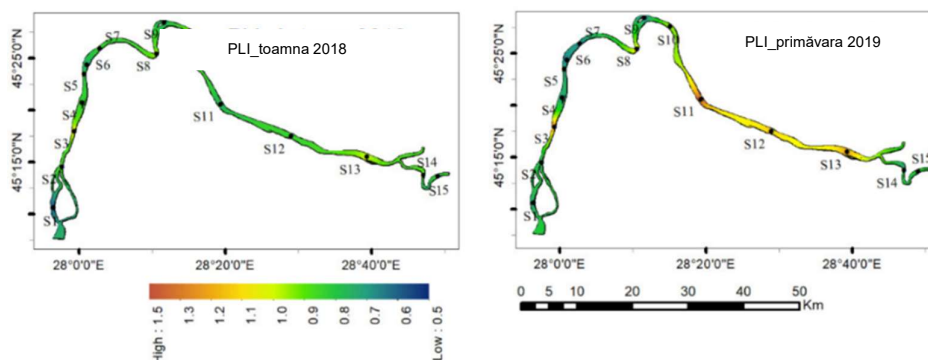 PLI_toamna 2018
45°25'0"N
45°15'0"N
S1
S2
S3
S4
S5
S6
S7
S8
S9
S11
S12
S13
S14
S15
28°0'0"E
28°20'0"E
28°40'0"E
High : 1.5
1.3
1.2
1.1
1.0
0.9
0.8
0.7
0.6
Low : 0.5
PLI_primăvara 2019
45°25'0"N
45°15'0"N
S1
S2
S3
S4
S5
S6
S7
S8
S9
S10
S11
S12
S13
S14
S15
28°0'0"E
28°20'0"E
28°40'0"E
0 5 10 20 30 40 50
Km